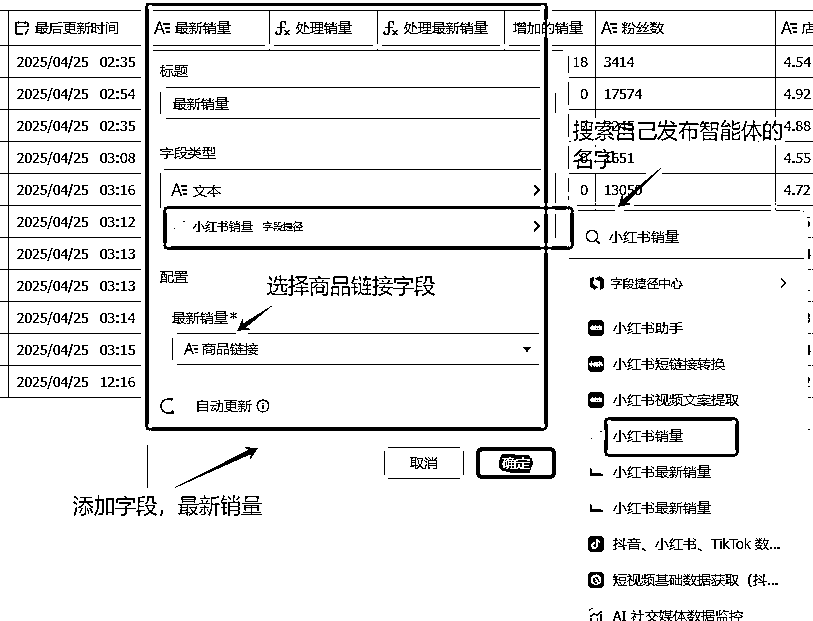 最后更新时间 最新销量 处理销量 处理最新销量 增加的销量 粉丝数
2025/04/25 02:35 18 3414 4.54
标题
2025/04/25 02:54 最新销量 0 17574 4.92
2025/04/25 02:35 4.88
搜索自己发布智能体的
名字
字段类型
2025/04/25 03:08 4.55
2025/04/25 03:16 文本 0 13050 4.72
2025/04/25 03:12 小红书销量 字段捷径
小红书销量
2025/04/25 03:13
配置
2025/04/25 03:13 选择商品链接字段
字段捷径中心
2025/04/25 03:14 最新销量*
小红书助手
2025/04/25 03:15 商品链接
小红书短链接转换
2025/04/25 12:16
小红书视频文案提取
自动更新
小红书销量
取消 确定
小红书最新销量
添加字段，最新销量
小红书最新销量
抖音、小红书、TikTok 数...
短视频基础数据获取（抖...
AI 社交媒体数据监控